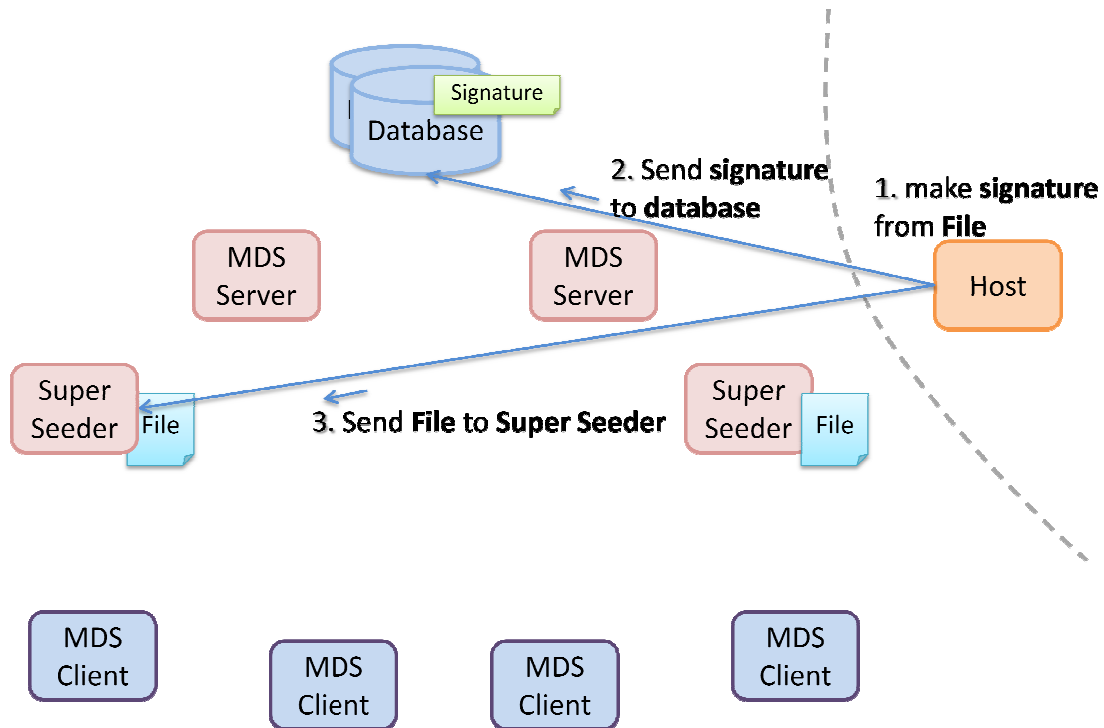 Signature
Database
2. Send signature
to database
1. make signature
from File
MDS
Server
MDS
Server
Host
Super
Seeder
File
3. Send File to Super Seeder
Super
Seeder
File
MDS
Client
MDS
Client
MDS
Client
MDS
Client